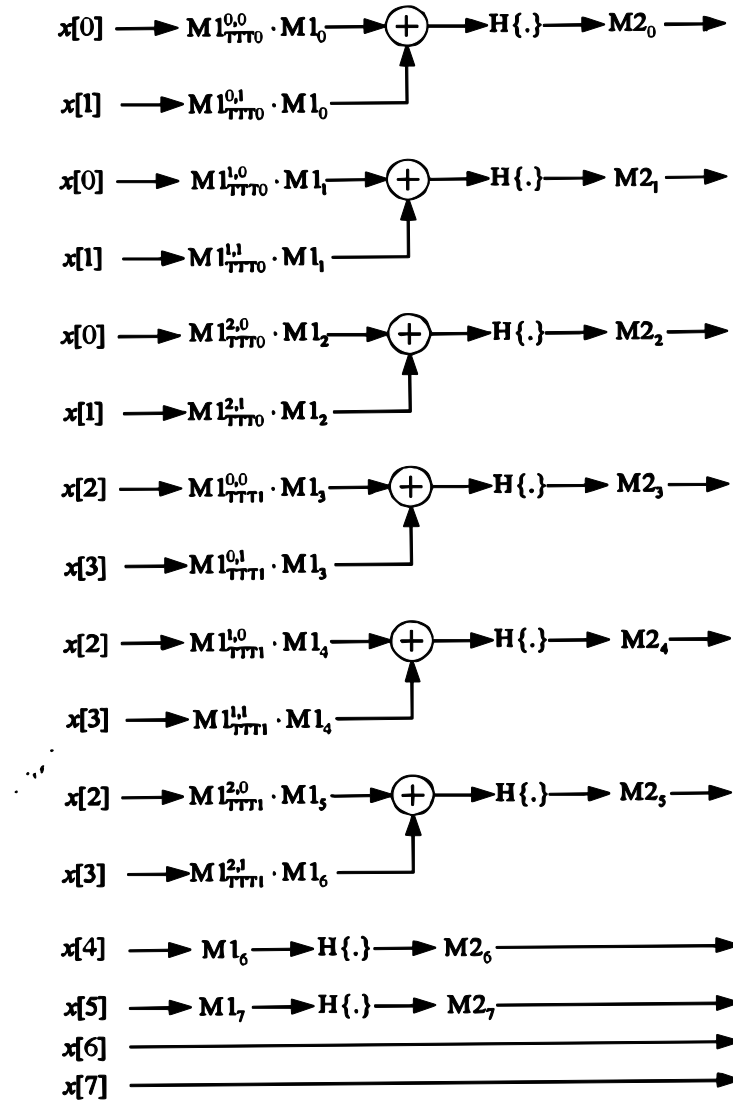 x[0] M1^{0,0}_{TTT0} · M1_0 + H{.} M2_0
x[1] M1^{0,1}_{TTT0} · M1_0
x[0] M1^{1,0}_{TTT0} · M1_1 + H{.} M2_1
x[1] M1^{1,1}_{TTT0} · M1_1
x[0] M1^{2,0}_{TTT0} · M1_2 + H{.} M2_2
x[1] M1^{2,1}_{TTT0} · M1_2
x[2] M1^{0,0}_{TTT1} · M1_3 + H{.} M2_3
x[3] M1^{0,1}_{TTT1} · M1_3
x[2] M1^{1,0}_{TTT1} · M1_4 + H{.} M2_4
x[3] M1^{1,1}_{TTT1} · M1_4
x[2] M1^{2,0}_{TTT1} · M1_5 + H{.} M2_5
x[3] M1^{2,1}_{TTT1} · M1_6
x[4] M1_6 H{.} M2_6
x[5] M1_7 H{.} M2_7
x[6]
x[7]